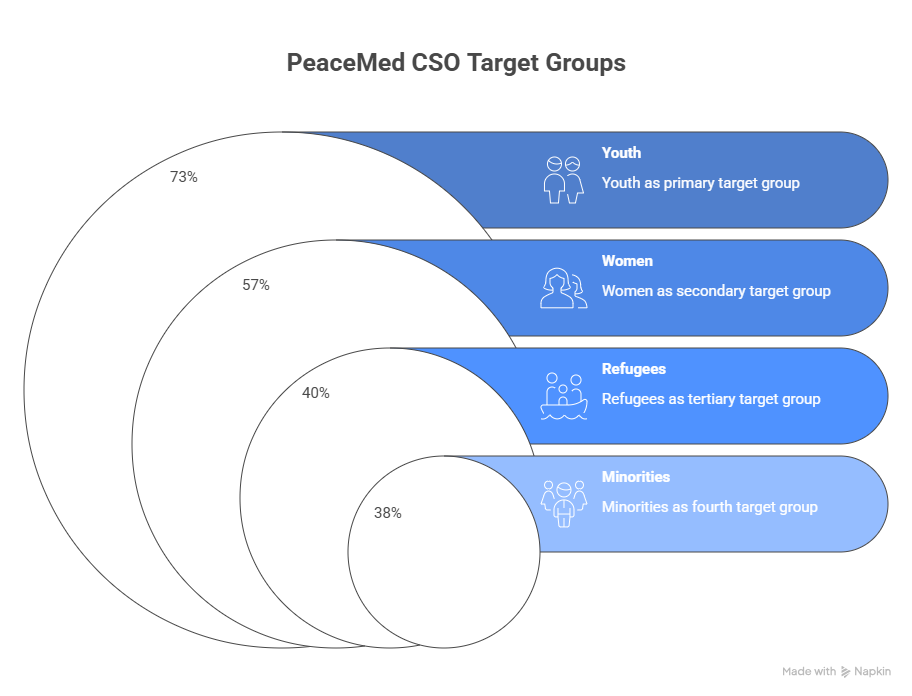 PeaceMed CSO Target Groups
73%
Youth
Youth as primary target group
57%
Women
Women as secondary target group
40%
Refugees
Refugees as tertiary target group
38%
Minorities
Minorities as fourth target group
Made with Napkin